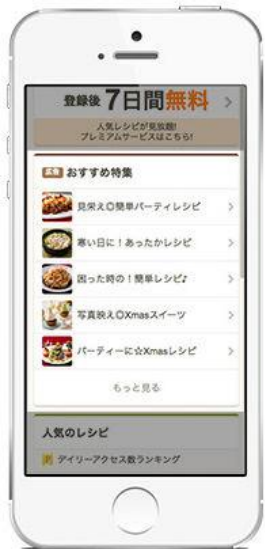 登録後 7日間無料
人気レシピが見放題!
プレミアムサービスはこちら!
広告 おすすめ特集
見栄え◎簡単パーティレシピ
寒い日に!あったかレシピ
困った時の!簡単レシピ♪
写真映え◎Xmasスイーツ
パーティーに☆Xmasレシピ
もっと見る
人気のレシピ
デイリーアクセス数ランキング